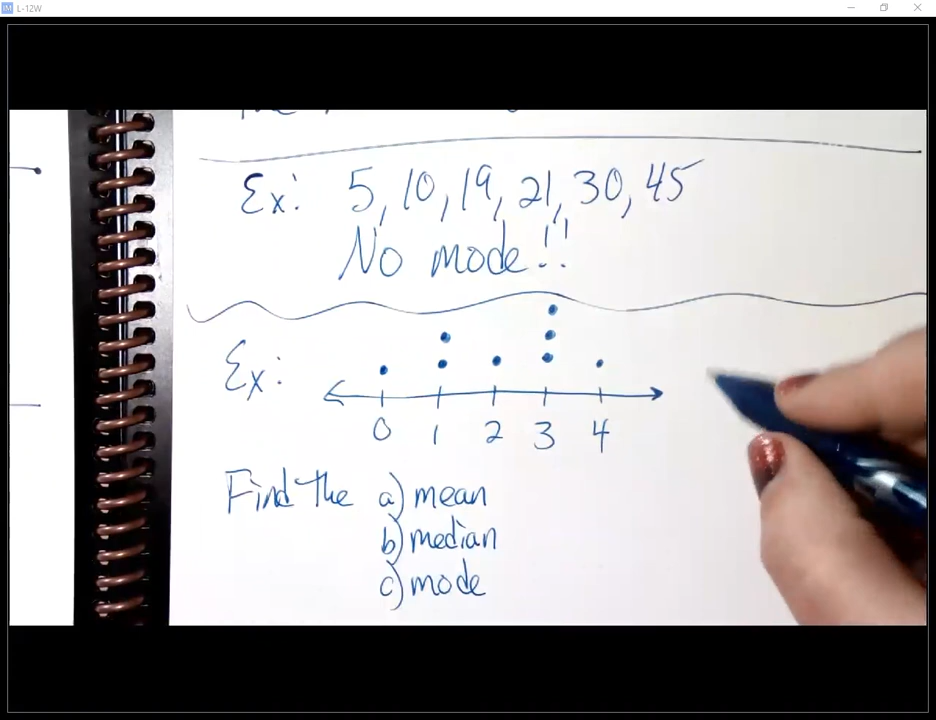 L-12W
Ex: 5, 10, 19, 21, 30, 45
No mode!!
Ex:
0 1 2 3 4
Find the a) mean
b) median
c) mode